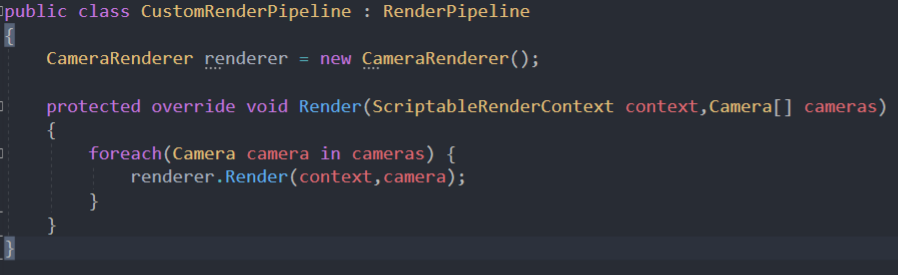 public class CustomRenderPipeline : RenderPipeline
{
CameraRenderer renderer = new CameraRenderer();
protected override void Render(ScriptableRenderContext context,Camera[] cameras)
{
foreach(Camera camera in cameras) {
renderer.Render(context,camera);
}
}
}